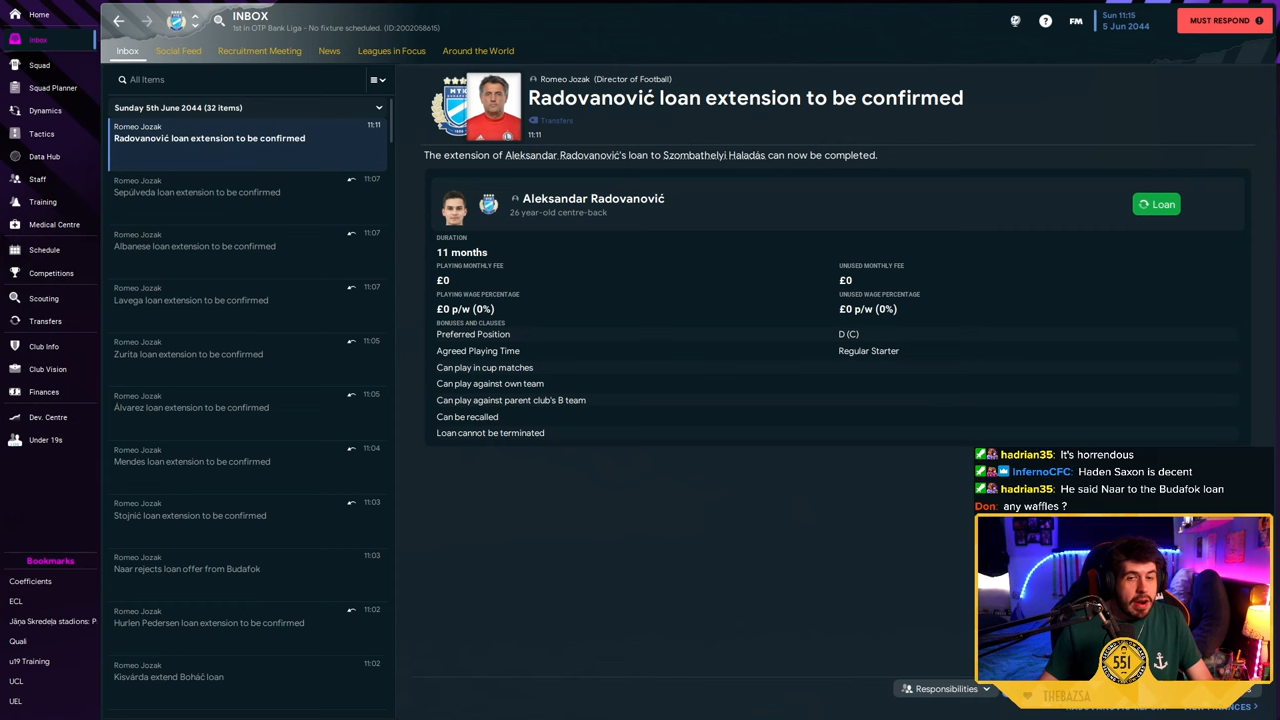 Home
Inbox
Squad
Squad Planner
Dynamics
Tactics
Data Hub
Staff
Training
Medical Centre
Schedule
Competitions
Scouting
Transfers
Club Info
Club Vision
Finances
Dev. Centre
Under 19s
Bookmarks
Coefficients
ECL
Jāņa Skredeļa stadions: P
Quali
u19 Training
UCL
UEL
INBOX
1st in OTP Bank Liga - No fixture scheduled. (ID:2002058615)
FM
Sun 11:15
5 Jun 2044
MUST RESPOND
Inbox
Social Feed
Recruitment Meeting
News
Leagues in Focus
Around the World
All Items
Sunday 5th June 2044 (32 items)
Romeo Jozak 11:11
Radovanović loan extension to be confirmed
Romeo Jozak 11:07
Sepúlveda loan extension to be confirmed
Romeo Jozak 11:07
Albanese loan extension to be confirmed
Romeo Jozak 11:07
Lavega loan extension to be confirmed
Romeo Jozak 11:05
Zurita loan extension to be confirmed
Romeo Jozak 11:05
Álvarez loan extension to be confirmed
Romeo Jozak 11:04
Mendes loan extension to be confirmed
Romeo Jozak 11:03
Stojnić loan extension to be confirmed
Romeo Jozak 11:03
Naar rejects loan offer from Budafok
Romeo Jozak 11:02
Hurlen Pedersen loan extension to be confirmed
Romeo Jozak 11:02
Kisvárda extend Boháč loan
MTK
Romeo Jozak (Director of Football)
Radovanović loan extension to be confirmed
Transfers
11:11
The extension of Aleksandar Radovanović's loan to Szombathelyi Haladás can now be completed.
Aleksandar Radovanović
26 year-old centre-back
Loan
DURATION
11 months
PLAYING MONTHLY FEE UNUSED MONTHLY FEE
£0 £0
PLAYING WAGE PERCENTAGE UNUSED WAGE PERCENTAGE
£0 p/w (0%) £0 p/w (0%)
BONUSES AND CLAUSES
Preferred Position D (C)
Agreed Playing Time Regular Starter
Can play in cup matches
Can play against own team
Can play against parent club's B team
Can be recalled
Loan cannot be terminated
hadrian35: It's horrendous
InfernoCFC: Haden Saxon is decent
hadrian35: He said Naar to the Budafok loan
Don: any waffles ?
551
Responsibilities
THEBAZSA